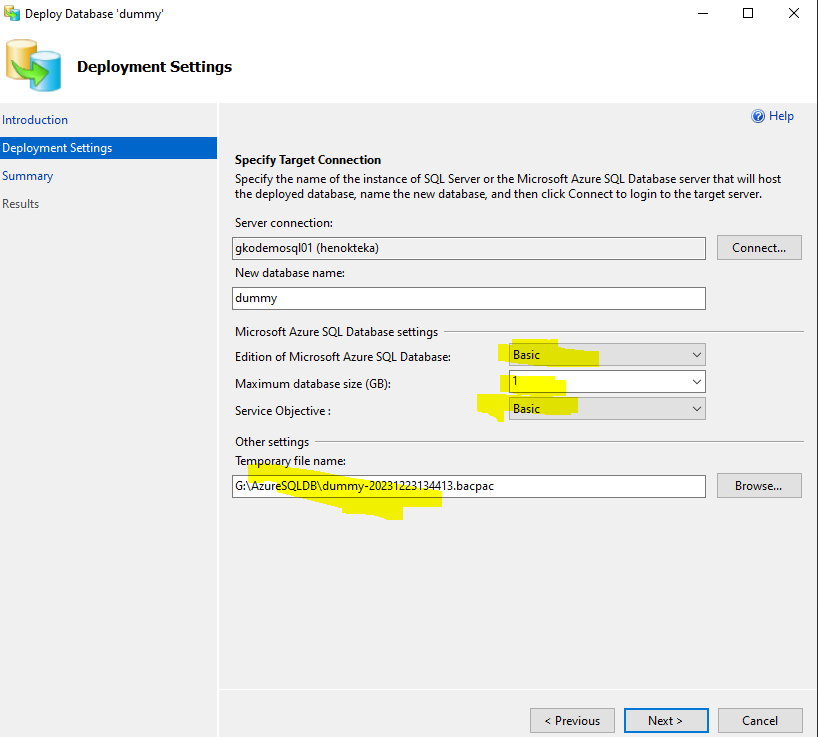 Deploy Database 'dummy'
Deployment Settings
Help
Introduction
Deployment Settings
Summary
Results
Specify Target Connection
Specify the name of the instance of SQL Server or the Microsoft Azure SQL Database server that will host
the deployed database, name the new database, and then click Connect to login to the target server.
Server connection:
gkodemosql01 (henokteka)
Connect...
New database name:
dummy
Microsoft Azure SQL Database settings
Edition of Microsoft Azure SQL Database:
Basic
Maximum database size (GB):
1
Service Objective :
Basic
Other settings
Temporary file name:
G:\AzureSQLDB\dummy-20231223134413.bacpac
Browse...
< Previous
Next >
Cancel